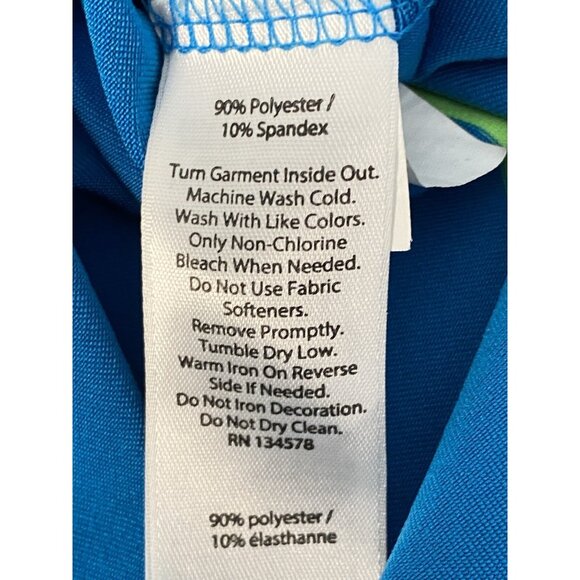 90% Polyester /
10% Spandex
Turn Garment Inside Out.
Machine Wash Cold.
Wash With Like Colors.
Only Non-Chlorine
Bleach When Needed.
Do Not Use Fabric
Softeners.
Remove Promptly.
Tumble Dry Low.
Warm Iron On Reverse
Side If Needed.
Do Not Iron Decoration.
Do Not Dry Clean.
RN 134578
90% polyester /
10% élasthanne